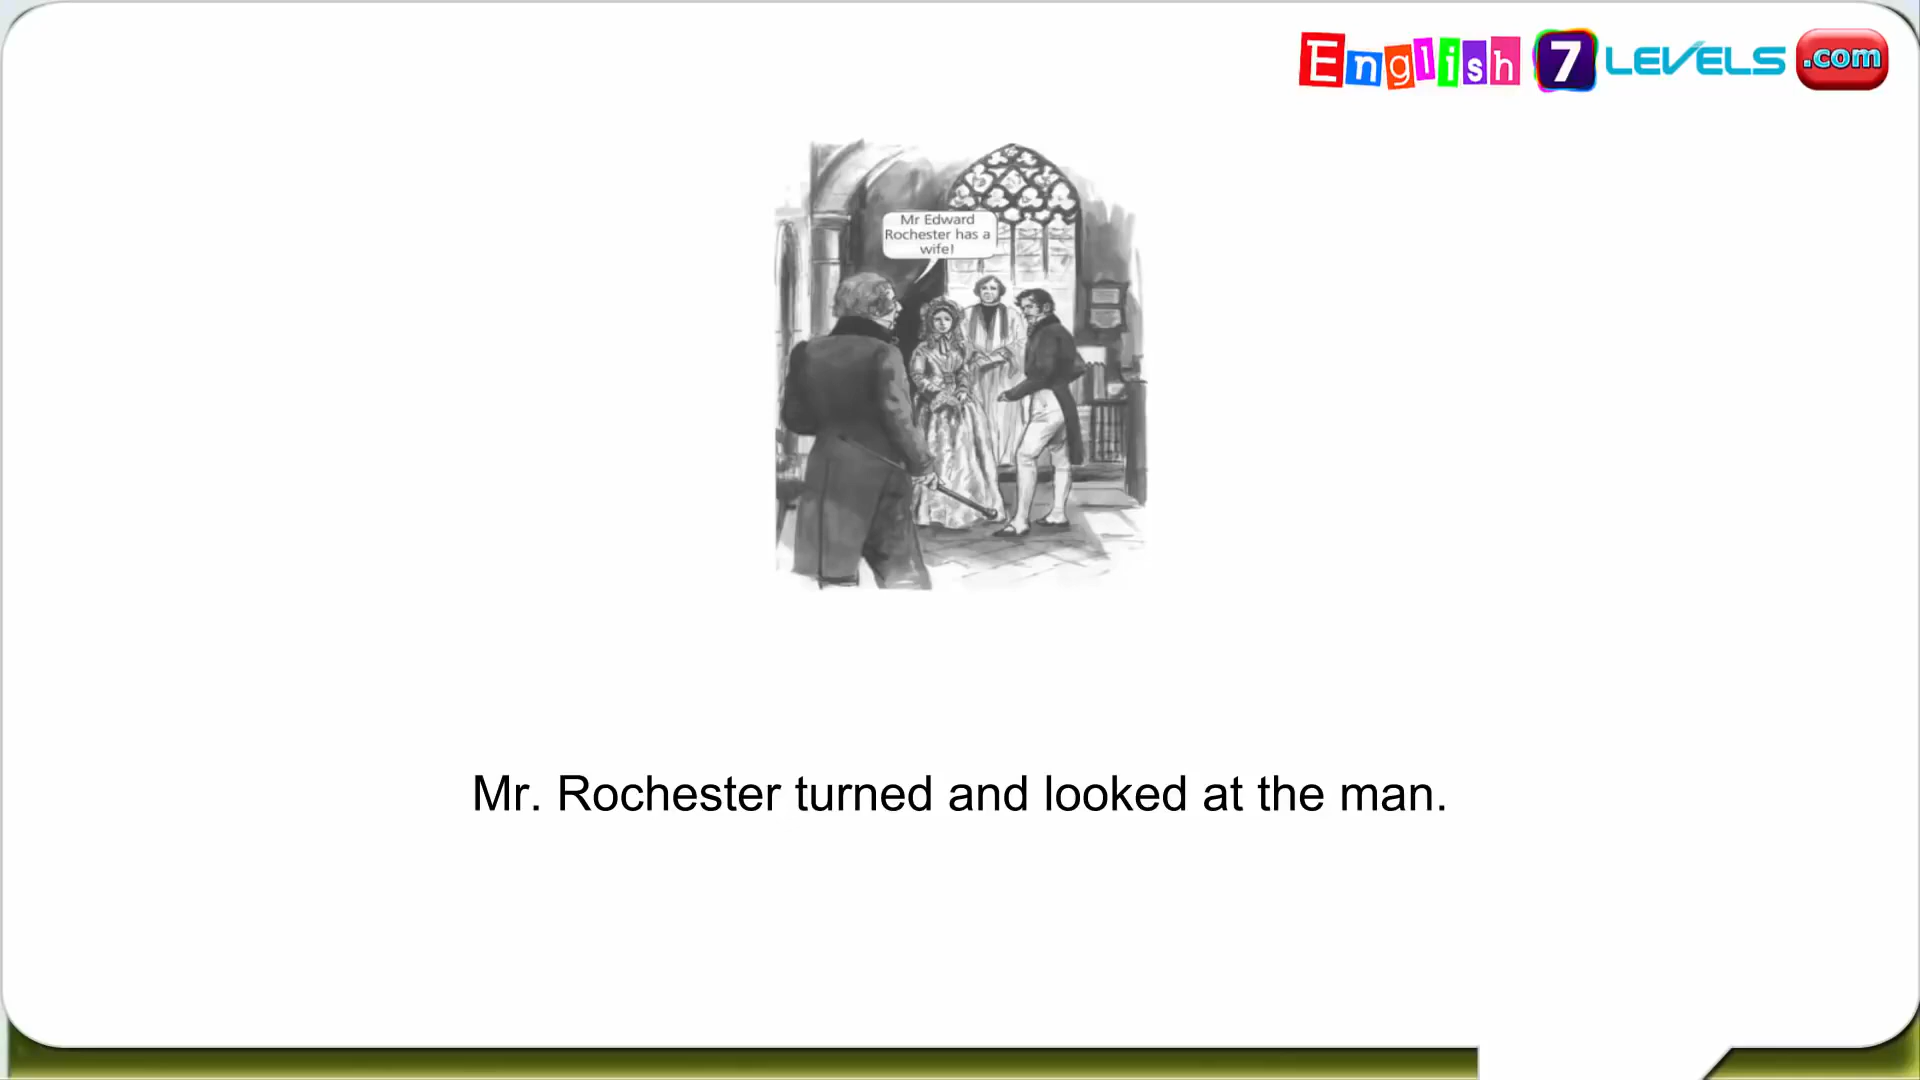 English 7 LEVELS .com
Mr Edward
Rochester has a
wife!
Mr. Rochester turned and looked at the man.